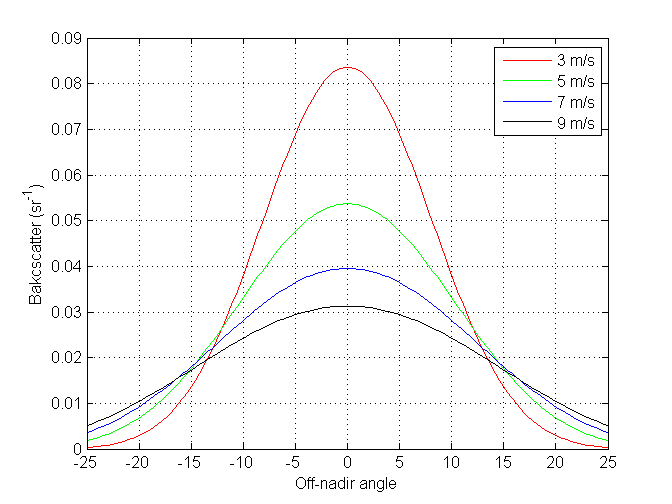 0.09
0.08
0.07
0.06
0.05
0.04
0.03
0.02
0.01
0
Bakcscatter (sr-1)
3 m/s
5 m/s
7 m/s
9 m/s
-25 -20 -15 -10 -5 0 5 10 15 20 25
Off-nadir angle